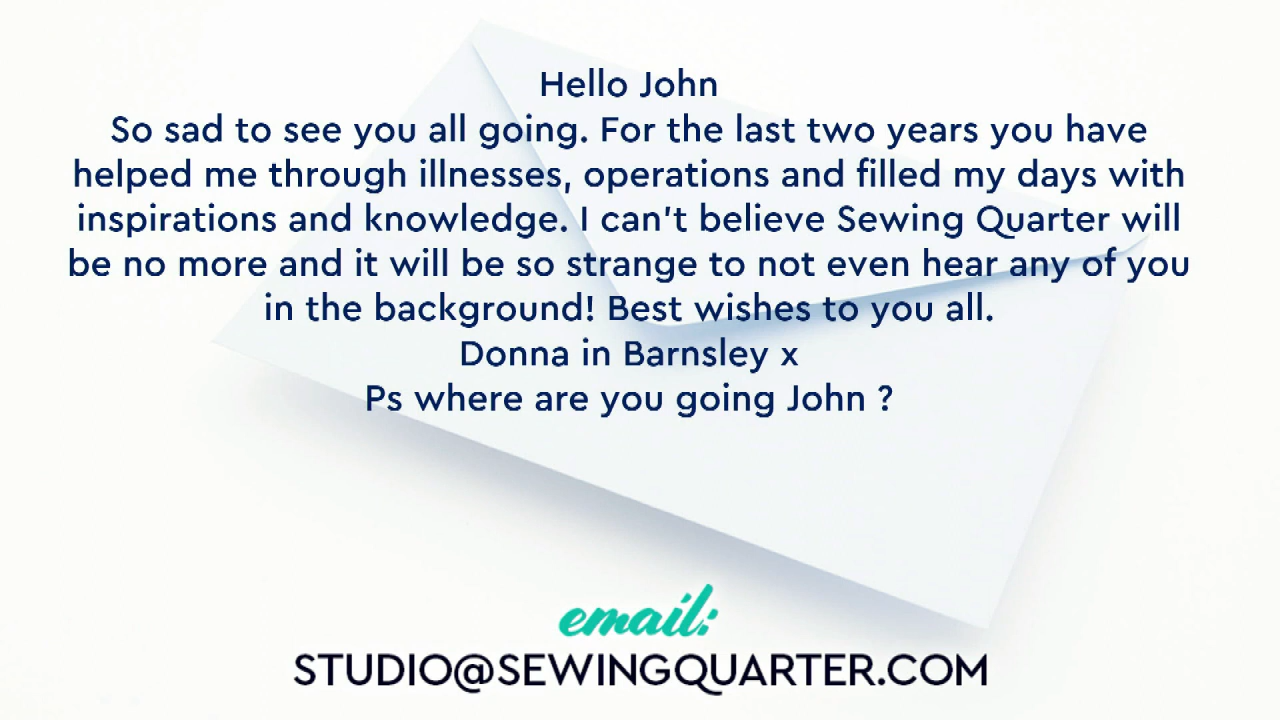 Hello John
So sad to see you all going. For the last two years you have
helped me through illnesses, operations and filled my days with
inspirations and knowledge. I can't believe Sewing Quarter will
be no more and it will be so strange to not even hear any of you
in the background! Best wishes to you all.
Donna in Barnsley x
Ps where are you going John ?
email:
STUDIO@SEWINGQUARTER.COM